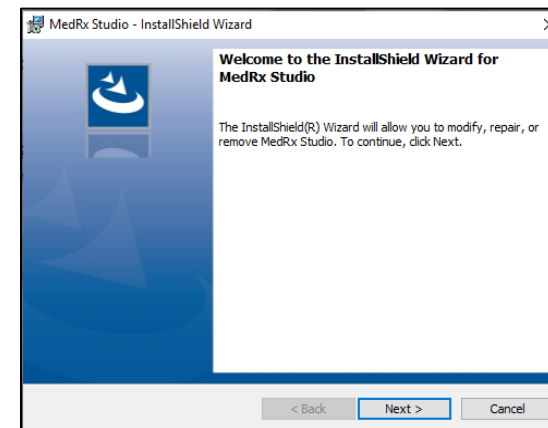 MedRx Studio - InstallShield Wizard
Welcome to the InstallShield Wizard for
MedRx Studio
The InstallShield(R) Wizard will allow you to modify, repair, or
remove MedRx Studio. To continue, click Next.
< Back
Next >
Cancel